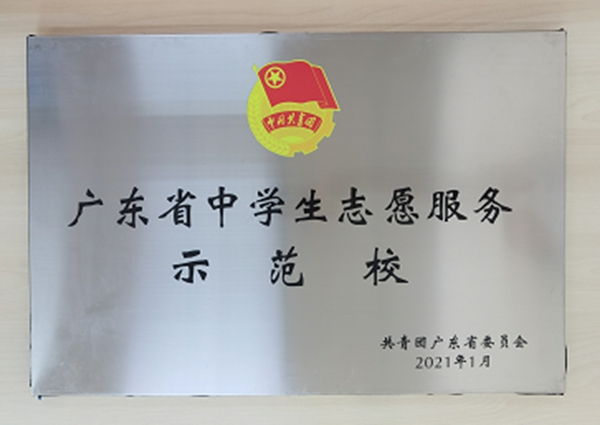 中国共青团
广东省中学生志愿服务
示范校
共青团广东省委员会
2021年1月